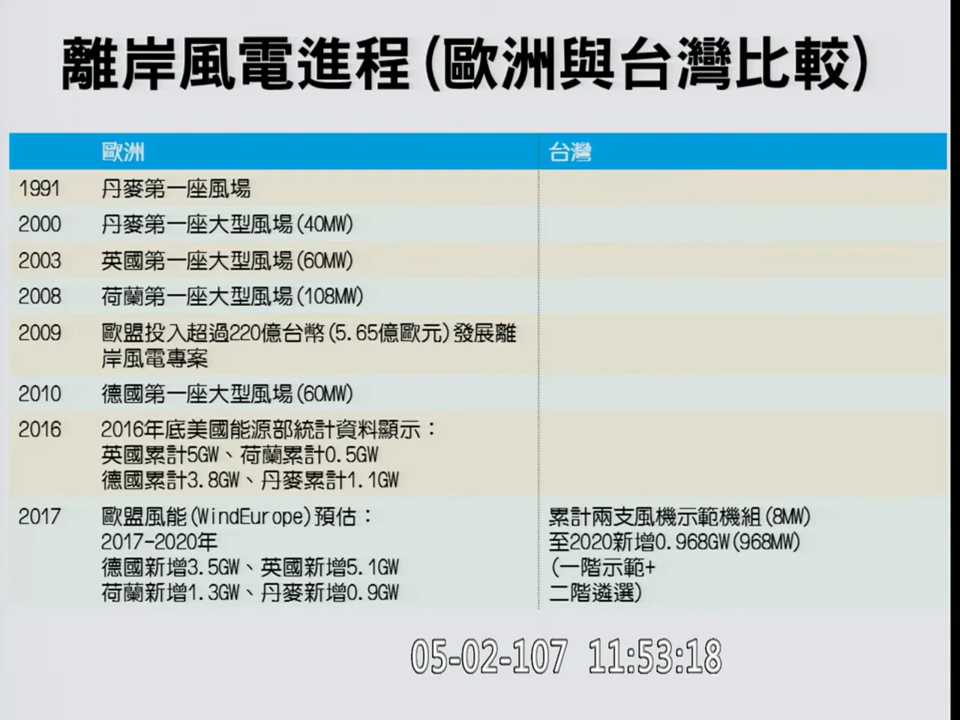 離岸風電進程(歐洲與台灣比較)
歐洲 台灣
1991 丹麥第一座風場
2000 丹麥第一座大型風場(40MW)
2003 英國第一座大型風場(60MW)
2008 荷蘭第一座大型風場(108MW)
2009 歐盟投入超過220億台幣(5.65億歐元)發展離
岸風電專案
2010 德國第一座大型風場(60MW)
2016 2016年底美國能源部統計資料顯示：
英國累計5GW、荷蘭累計0.5GW
德國累計3.8GW、丹麥累計1.1GW
2017 歐盟風能(WindEurope)預估： 累計兩支風機示範機組(8MW)
2017-2020年 至2020新增0.968GW(968MW)
德國新增3.5GW、英國新增5.1GW (一階示範+
荷蘭新增1.3GW、丹麥新增0.9GW 二階遴選)
05-02-107 11:53:18